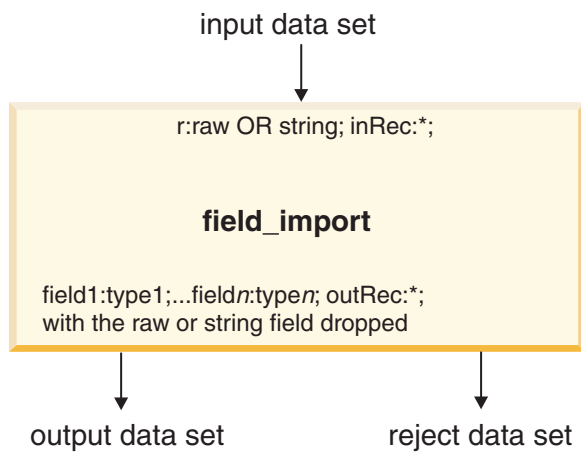 input data set
r:raw OR string; inRec:*;
field_import
field1:type1;...fieldn:typen; outRec:*;
with the raw or string field dropped
output data set
reject data set